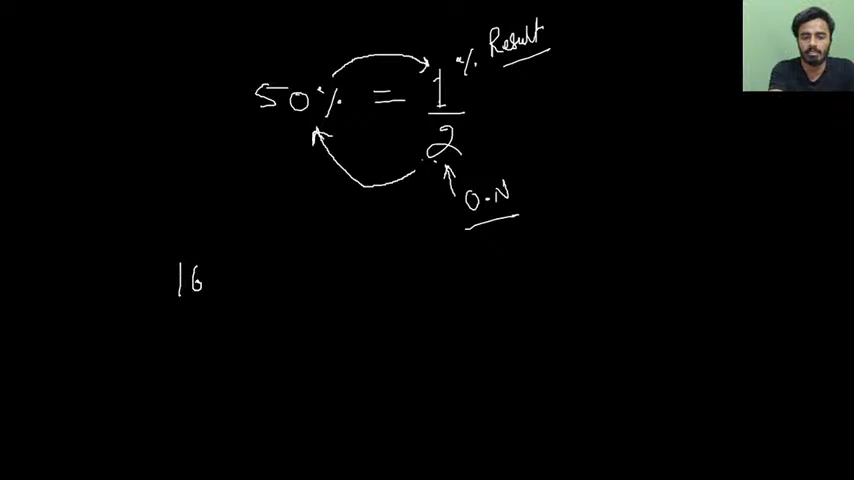 50% = 1/2 % Result
O.N
16